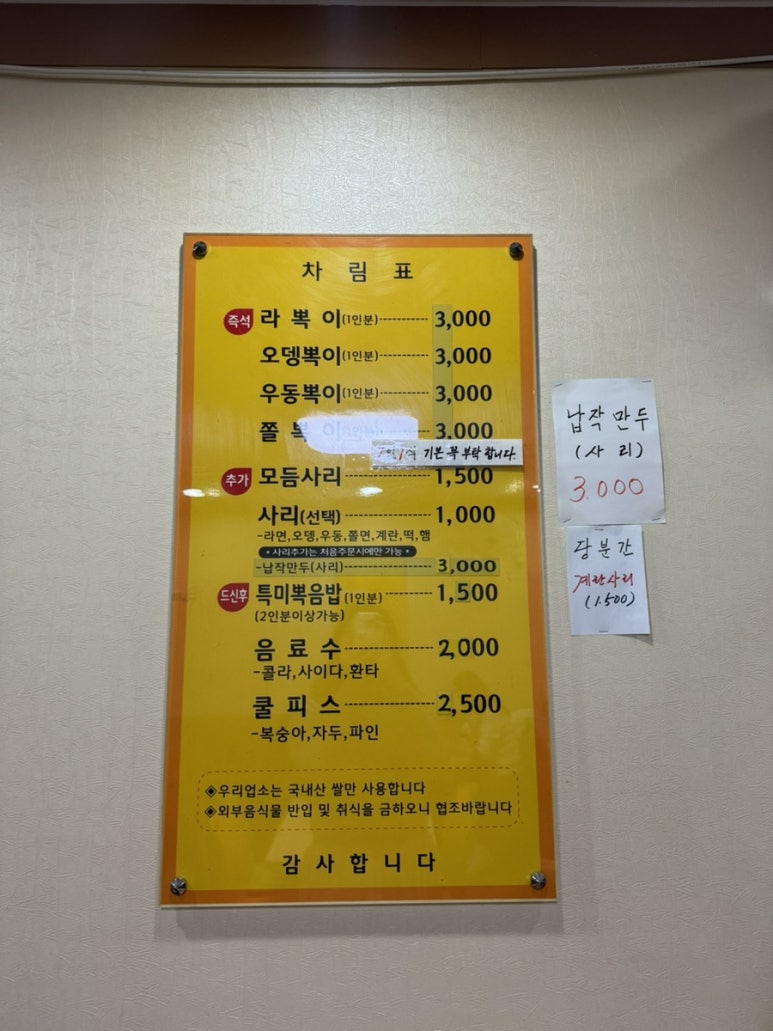 차 림 표
즉석 라 뽁 이(1인분) 3,000
오뎅뽁이(1인분) 3,000
우동뽁이(1인분) 3,000
쫄 뽁 이(1인분) 3,000
1인 1식 기본 꼭 부탁 합니다.
추가 모듬사리 1,500
사리(선택) 1,000
-라면,오뎅,우동,쫄면,계란,떡,햄
• 사리추가는 처음주문시에만 가능 •
-납작만두(사리) 3,000
드신후 특미뽁음밥(1인분) 1,500
(2인분이상가능)
음 료 수 2,000
-콜라,사이다,환타
쿨 피 스 2,500
-복숭아,자두,파인
◈우리업소는 국내산 쌀만 사용합니다
◈외부음식물 반입 및 취식을 금하오니 협조바랍니다
감 사 합 니 다
납작 만두
(사 리)
3.000
당분간
계란사리
(1.500)